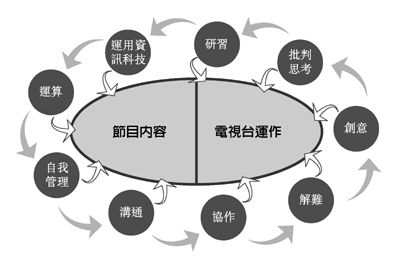 研習
運用資
訊科技
批判
思考
運算
創意
節目內容
電視台運作
自我
管理
解難
溝通
協作